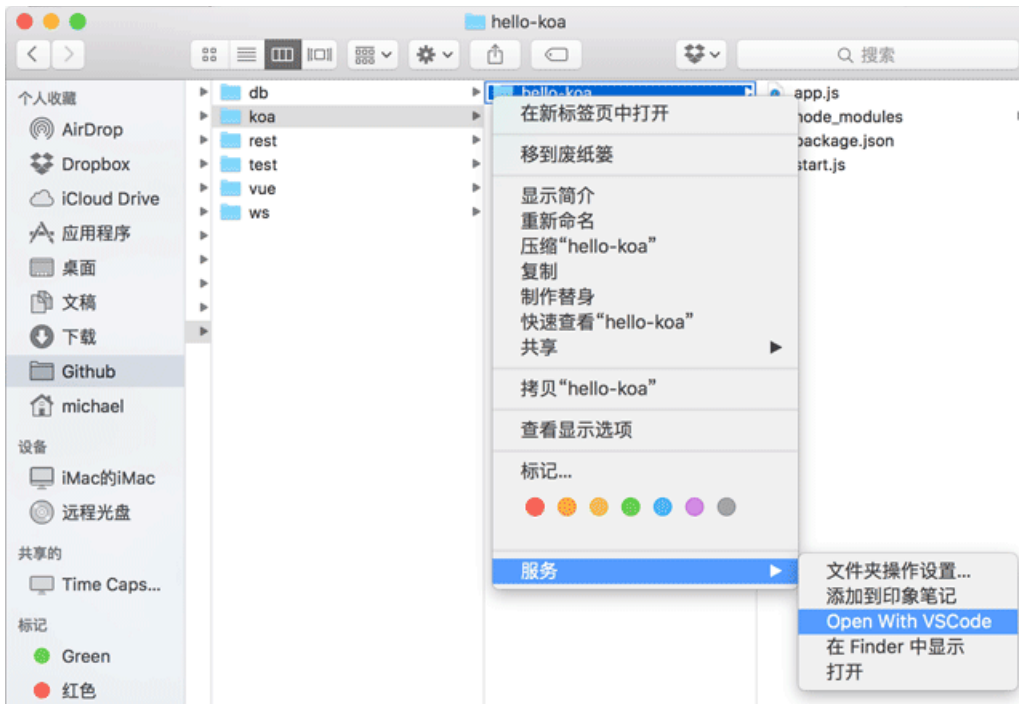 hello-koa
搜索
个人收藏
AirDrop
Dropbox
iCloud Drive
应用程序
桌面
文稿
下载
Github
michael
设备
iMac的iMac
远程光盘
共享的
Time Caps...
标记
Green
红色
db
koa
rest
test
vue
ws
hello-koa
app.js
node_modules
package.json
start.js
在新标签页中打开
移到废纸篓
显示简介
重新命名
压缩“hello-koa”
复制
制作替身
快速查看“hello-koa”
共享
拷贝“hello-koa”
查看显示选项
标记...
服务
文件夹操作设置...
添加到印象笔记
Open With VSCode
在 Finder 中显示
打开